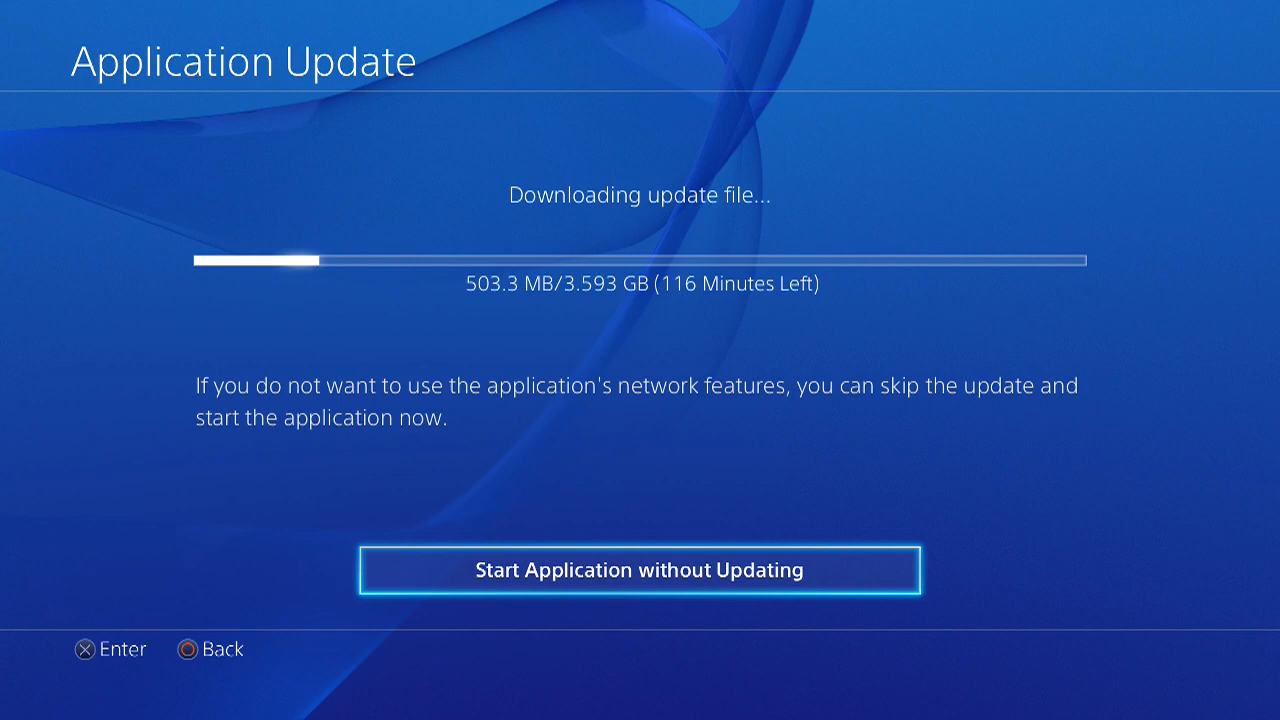 Application Update
Downloading update file...
503.3 MB/3.593 GB (116 Minutes Left)
If you do not want to use the application's network features, you can skip the update and
start the application now.
Start Application without Updating
Enter Back